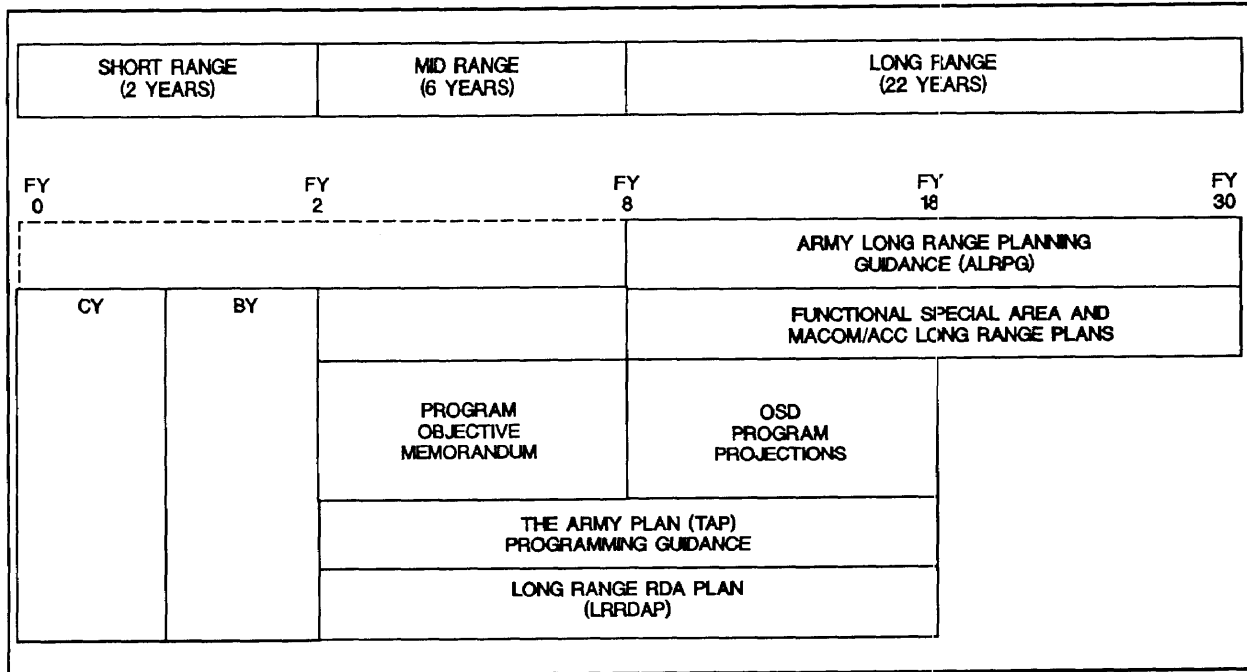 SHORT RANGE
(2 YEARS)
MID RANGE
(6 YEARS)
LONG RANGE
(22 YEARS)
FY
0
FY
2
FY
8
FY
18
FY
30
ARMY LONG RANGE PLANNING
GUIDANCE (ALRPG)
CY
BY
FUNCTIONAL SPECIAL AREA AND
MACOM/ACC LONG RANGE PLANS
PROGRAM
OBJECTIVE
MEMORANDUM
OSD
PROGRAM
PROJECTIONS
THE ARMY PLAN (TAP)
PROGRAMMING GUIDANCE
LONG RANGE RDA PLAN
(LRRDAP)